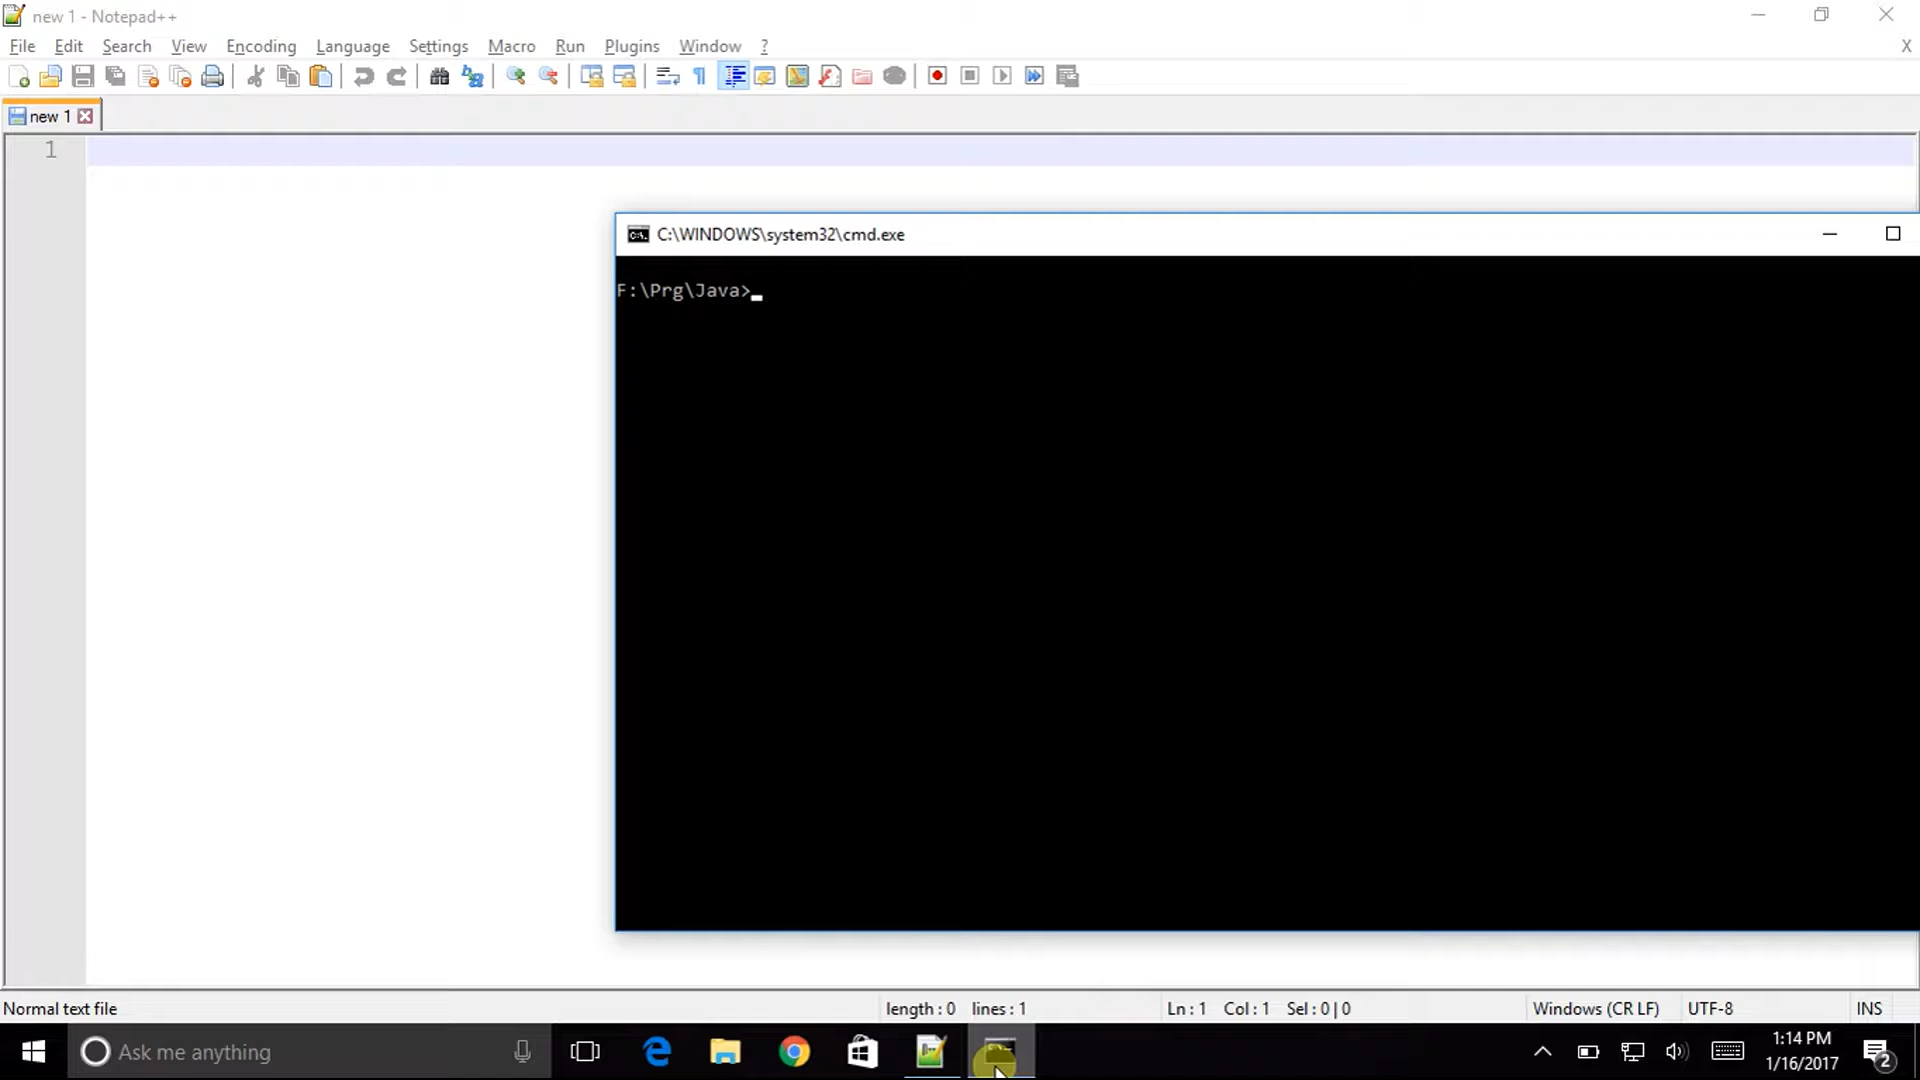 new 1 - Notepad++
File Edit Search View Encoding Language Settings Macro Run Plugins Window ?
X
new 1
1
C:\WINDOWS\system32\cmd.exe
F:\Prg\Java>
Normal text file length : 0 lines : 1 Ln : 1 Col : 1 Sel : 0 | 0 Windows (CR LF) UTF-8 INS
Ask me anything
1:14 PM
1/16/2017
2